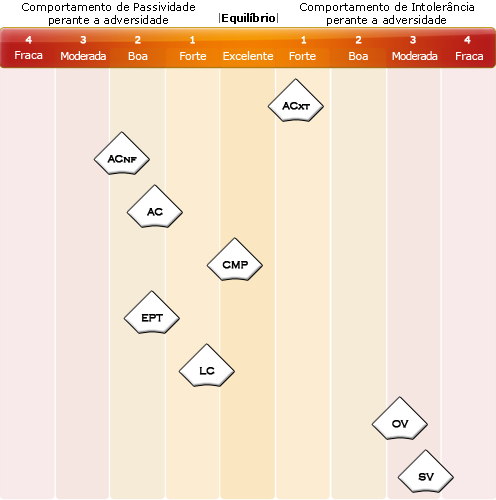 Comportamento de Passividade
perante a adversidade
|Equilíbrio|
Comportamento de Intolerância
perante a adversidade
4 3 2 1 1 2 3 4
Fraca Moderada Boa Forte Excelente Forte Boa Moderada Fraca
ACXT
ACNF
AC
CMP
EPT
LC
OV
SV